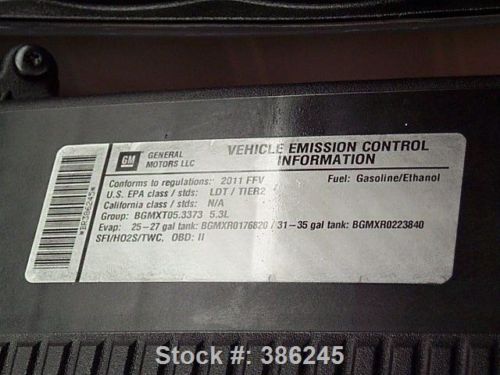 GM
GENERAL
MOTORS LLC
VEHICLE EMISSION CONTROL
INFORMATION
Conforms to regulations: 2011 FFV
Fuel: Gasoline/Ethanol
U.S. EPA class / stds: LDT / TIER2
California class / stds: N/A
Group: BGMXT05.3373 5.3L
Evap: 25-27 gal tank: BGMXR0176820 / 31-35 gal tank: BGMXR0223840
SFI/HO2S/TWC, OBD: II
Stock #: 386245